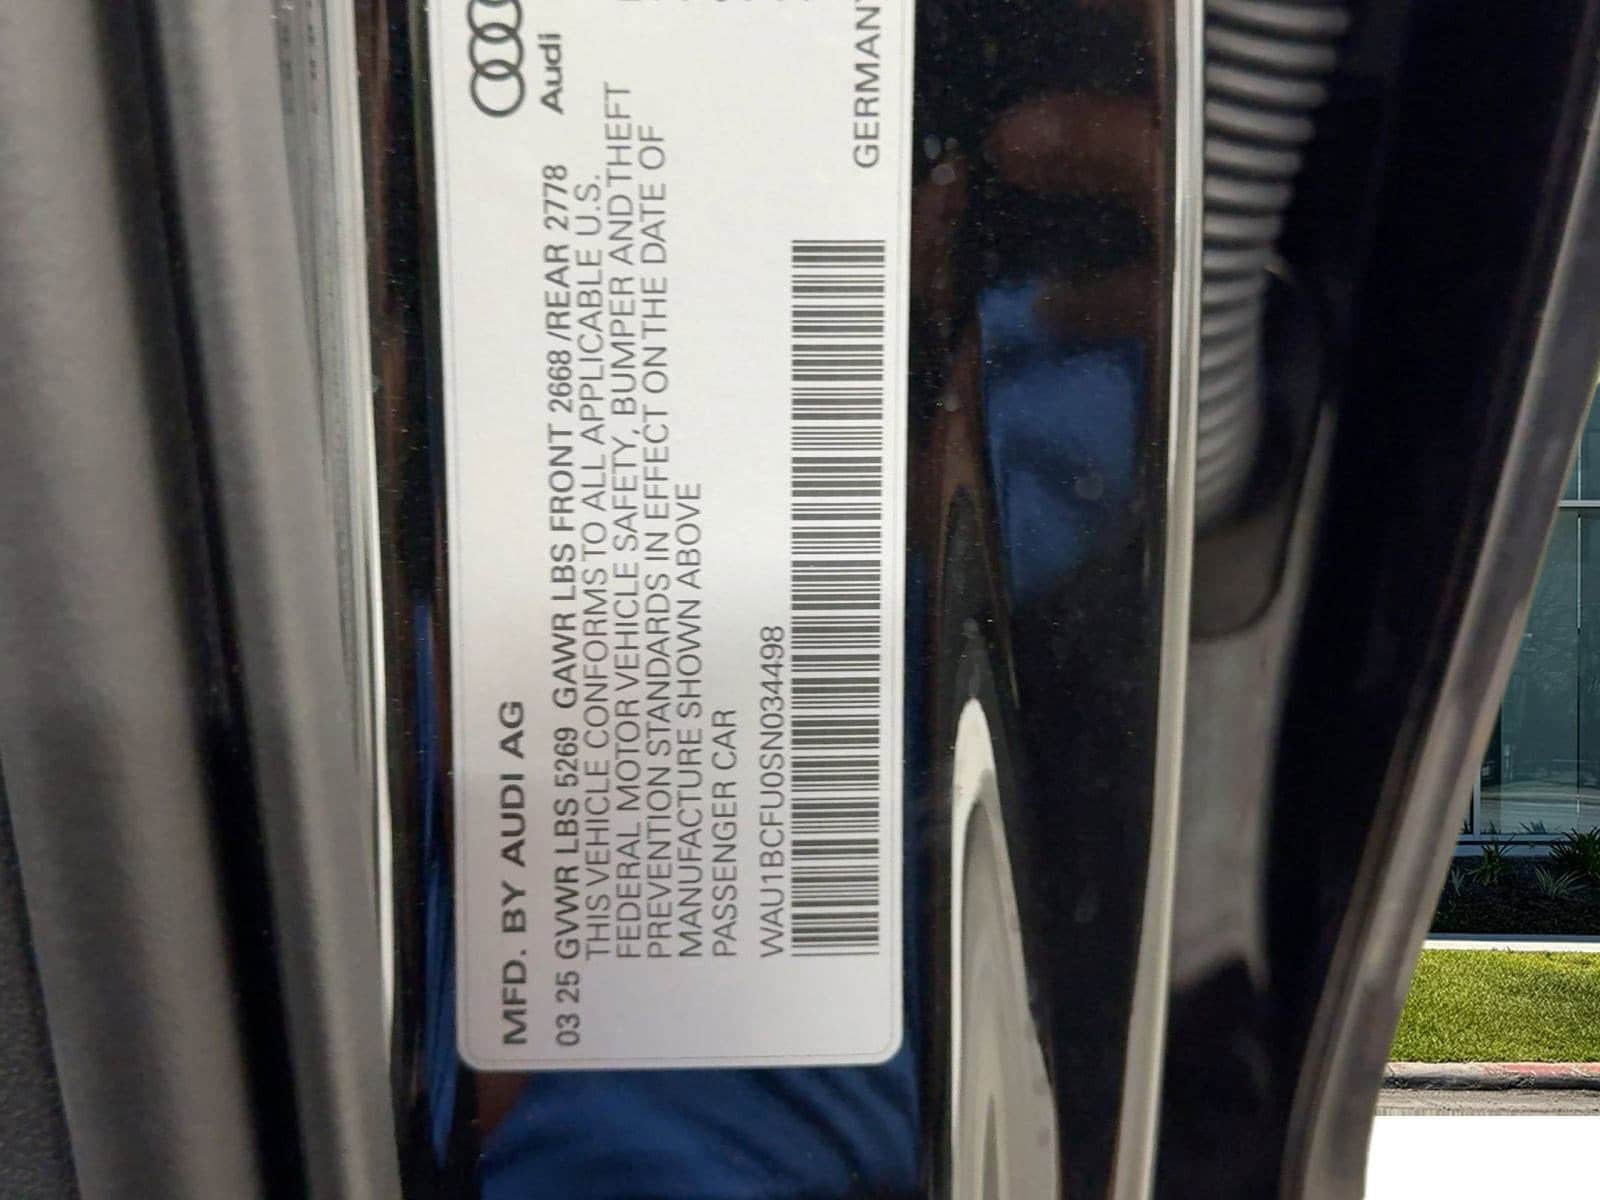 MFD. BY AUDI AG
Audi
03 25 GVWR LBS 5269 GAWR LBS FRONT 2668 /REAR 2778
THIS VEHICLE CONFORMS TO ALL APPLICABLE U.S.
FEDERAL MOTOR VEHICLE SAFETY, BUMPER AND THEFT
PREVENTION STANDARDS IN EFFECT ON THE DATE OF
MANUFACTURE SHOWN ABOVE
PASSENGER CAR
WAU1BCFU0SN034498
GERMANY